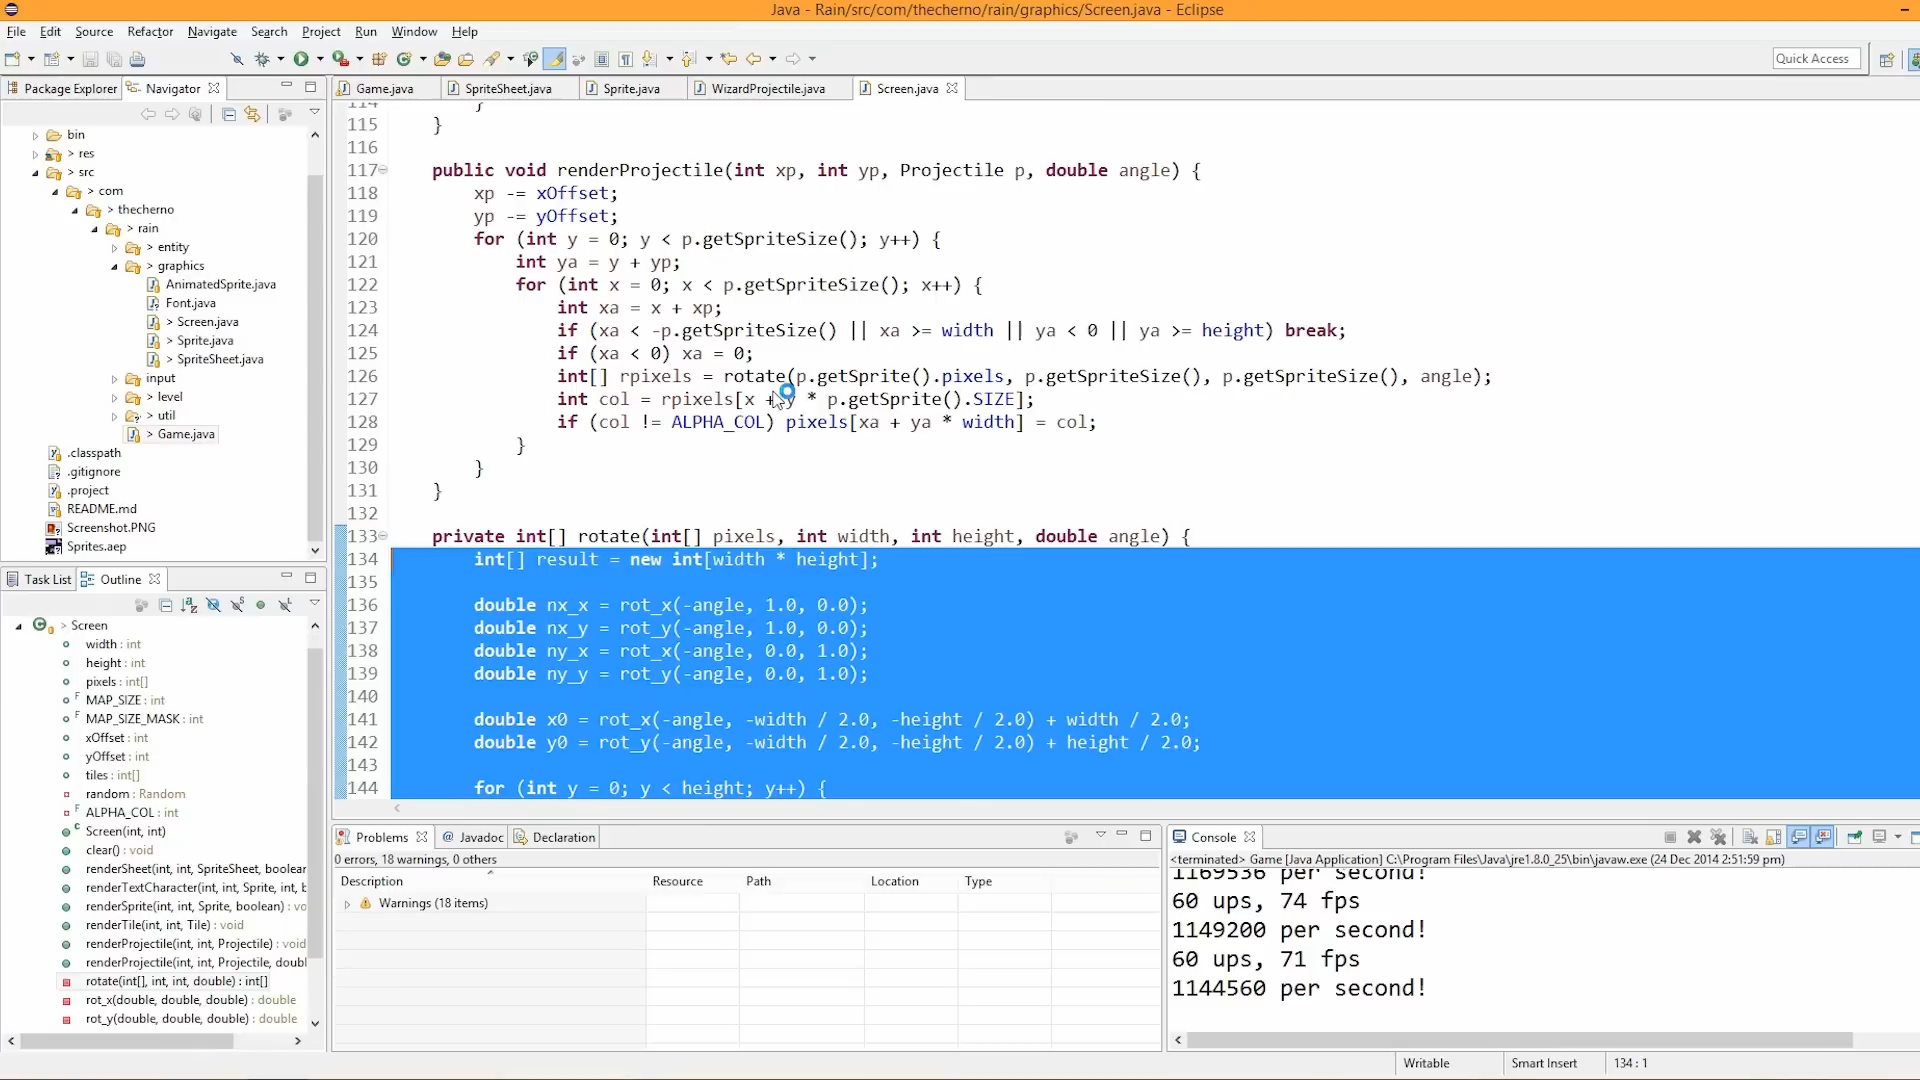 Java - Rain/src/com/thecherno/rain/graphics/Screen.java - Eclipse
File Edit Source Refactor Navigate Search Project Run Window Help
Quick Access
Package Explorer Navigator
Game.java SpriteSheet.java Sprite.java WizardProjectile.java Screen.java
bin
> res
> src
> com
> thecherno
> rain
> entity
> graphics
AnimatedSprite.java
Font.java
> Screen.java
> Sprite.java
> SpriteSheet.java
input
> level
> util
> Game.java
.classpath
.gitignore
.project
README.md
Screenshot.PNG
Sprites.aep
114 }
115 }
116
117 public void renderProjectile(int xp, int yp, Projectile p, double angle) {
118 xp -= xOffset;
119 yp -= yOffset;
120 for (int y = 0; y < p.getSpriteSize(); y++) {
121 int ya = y + yp;
122 for (int x = 0; x < p.getSpriteSize(); x++) {
123 int xa = x + xp;
124 if (xa < -p.getSpriteSize() || xa >= width || ya < 0 || ya >= height) break;
125 if (xa < 0) xa = 0;
126 int[] rpixels = rotate(p.getSprite().pixels, p.getSpriteSize(), p.getSpriteSize(), angle);
127 int col = rpixels[x + y * p.getSprite().SIZE];
128 if (col != ALPHA_COL) pixels[xa + ya * width] = col;
129 }
130 }
131 }
132
133 private int[] rotate(int[] pixels, int width, int height, double angle) {
134 int[] result = new int[width * height];
135
136 double nx_x = rot_x(-angle, 1.0, 0.0);
137 double nx_y = rot_y(-angle, 1.0, 0.0);
138 double ny_x = rot_x(-angle, 0.0, 1.0);
139 double ny_y = rot_y(-angle, 0.0, 1.0);
140
141 double x0 = rot_x(-angle, -width / 2.0, -height / 2.0) + width / 2.0;
142 double y0 = rot_y(-angle, -width / 2.0, -height / 2.0) + height / 2.0;
143
144 for (int y = 0; y < height; y++) {
Task List Outline
> Screen
width : int
height : int
pixels : int[]
MAP_SIZE : int
MAP_SIZE_MASK : int
xOffset : int
yOffset : int
tiles : int[]
random : Random
ALPHA_COL : int
Screen(int, int)
clear() : void
renderSheet(int, int, SpriteSheet, boolean
renderTextCharacter(int, int, Sprite, int, b
renderSprite(int, int, Sprite, boolean) : vo
renderTile(int, int, Tile) : void
renderProjectile(int, int, Projectile) : void
renderProjectile(int, int, Projectile, doubl
rotate(int[], int, int, double) : int[]
rot_x(double, double, double) : double
rot_y(double, double, double) : double
Problems @ Javadoc Declaration
0 errors, 18 warnings, 0 others
Description Resource Path Location Type
Warnings (18 items)
Console
<terminated> Game [Java Application] C:\Program Files\Java\jre1.8.0_25\bin\javaw.exe (24 Dec 2014 2:51:59 pm)
1169536 per second!
60 ups, 74 fps
1149200 per second!
60 ups, 71 fps
1144560 per second!
Writable Smart Insert 134 : 1